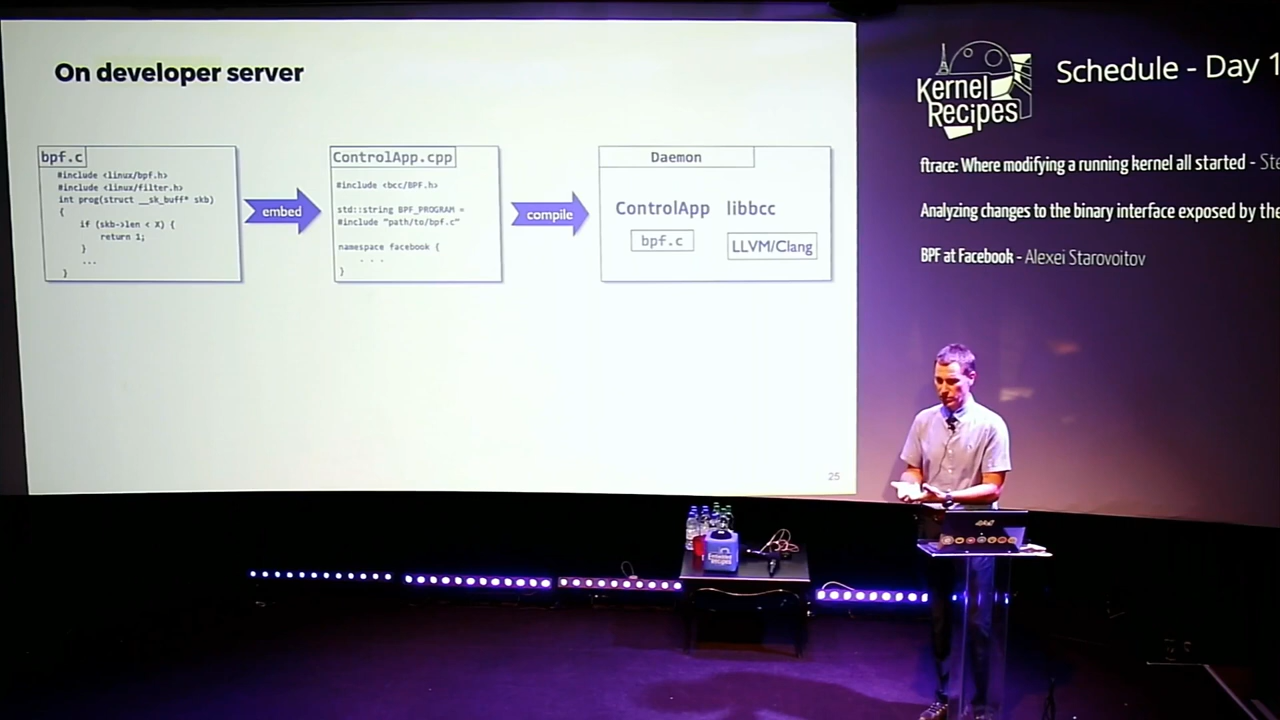 On developer server
bpf.c
#include <linux/bpf.h>
#include <linux/filter.h>
int prog(struct __sk_buff* skb)
{
if (skb->len < X) {
return 1;
}
...
}
embed
ControlApp.cpp
#include <bcc/BPF.h>
std::string BPF_PROGRAM =
#include "path/to/bpf.c"
namespace facebook {
. . .
}
compile
Daemon
ControlApp libbcc
bpf.c
LLVM/Clang
25
Kernel
Recipes
Schedule - Day 1
ftrace: Where modifying a running kernel all started - Ste
Analyzing changes to the binary interface exposed by the
BPF at Facebook - Alexei Starovoitov